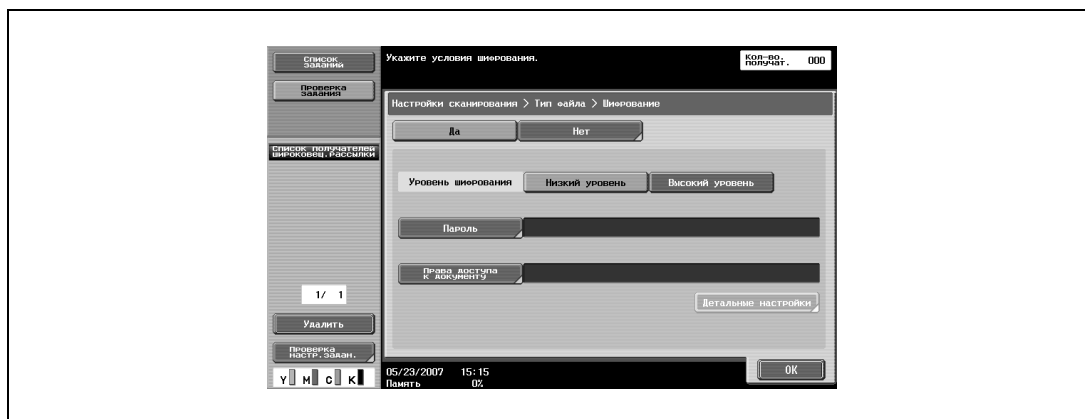 Список
заданий
Укажите условия шифрования.
Кол-во.
получат.
000
Проверка
задания
Настройки сканирования > Тип файла > Шифрование
Да
Нет
Список получателей
широковещ.рассылки
Уровень шифрования
Низкий уровень
Высокий уровень
Пароль
Права доступа
к документу
1/ 1
Детальные настройки
Удалить
Проверка
настр.задан.
OK
Y M C K
05/23/2007 15:15
Память 0%